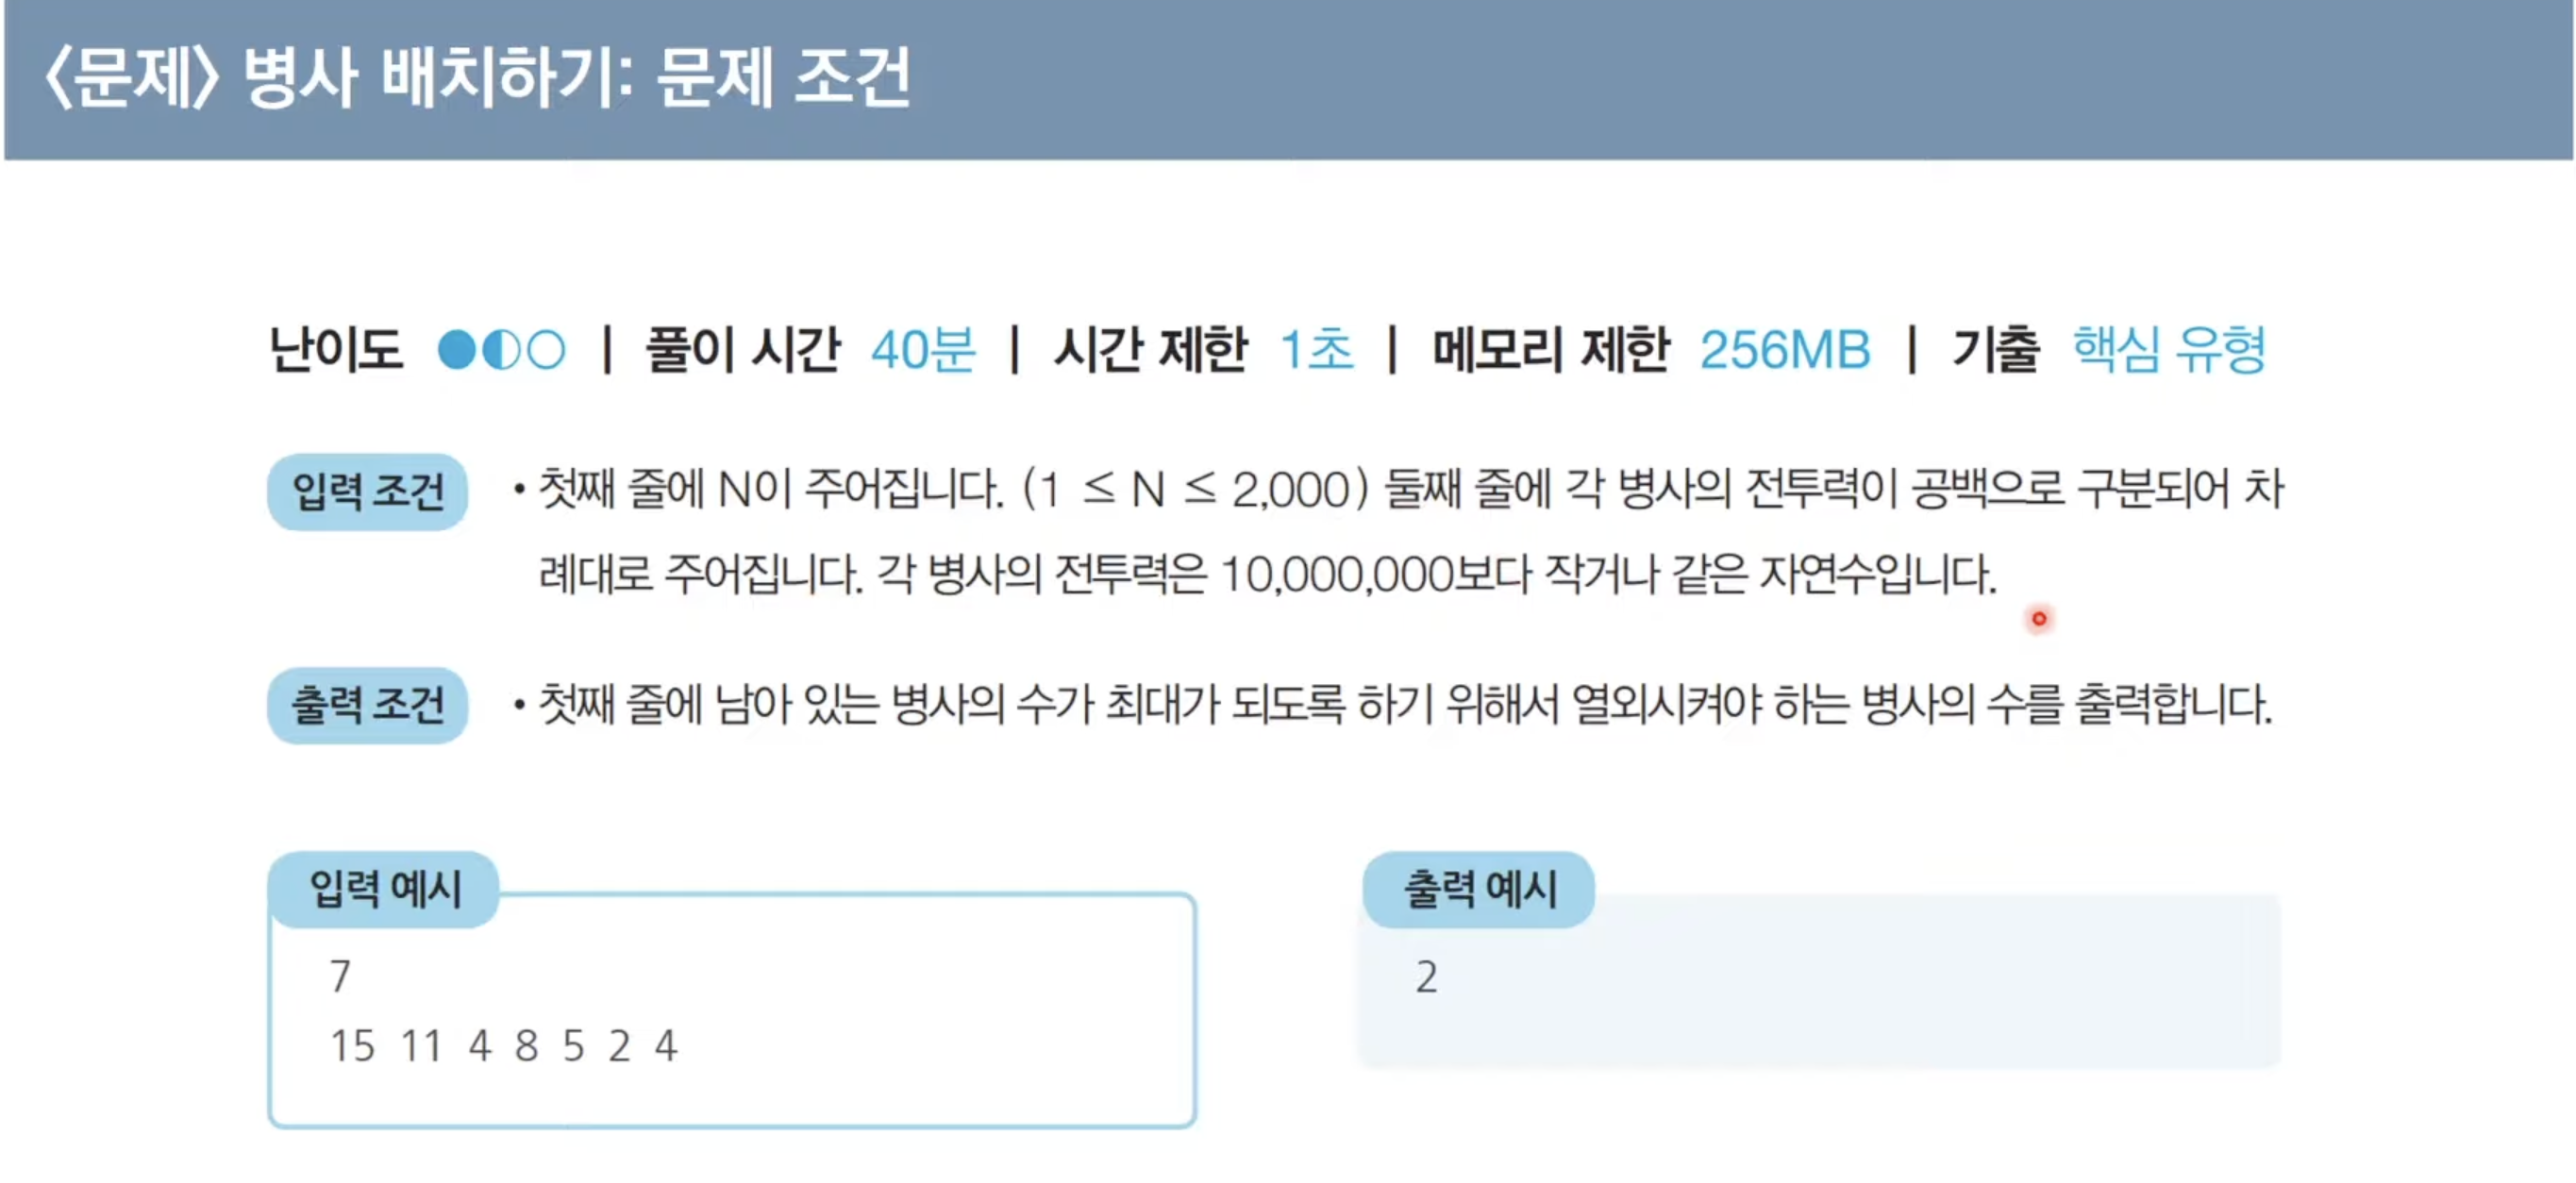 <문제> 병사 배치하기: 문제 조건
난이도 | 풀이 시간 40분 | 시간 제한 1초 | 메모리 제한 256MB | 기출 핵심 유형
입력 조건 • 첫째 줄에 N이 주어집니다. (1 ≤ N ≤ 2,000) 둘째 줄에 각 병사의 전투력이 공백으로 구분되어 차
례대로 주어집니다. 각 병사의 전투력은 10,000,000보다 작거나 같은 자연수입니다.
출력 조건 • 첫째 줄에 남아 있는 병사의 수가 최대가 되도록 하기 위해서 열외시켜야 하는 병사의 수를 출력합니다.
입력 예시
7
15 11 4 8 5 2 4
출력 예시
2